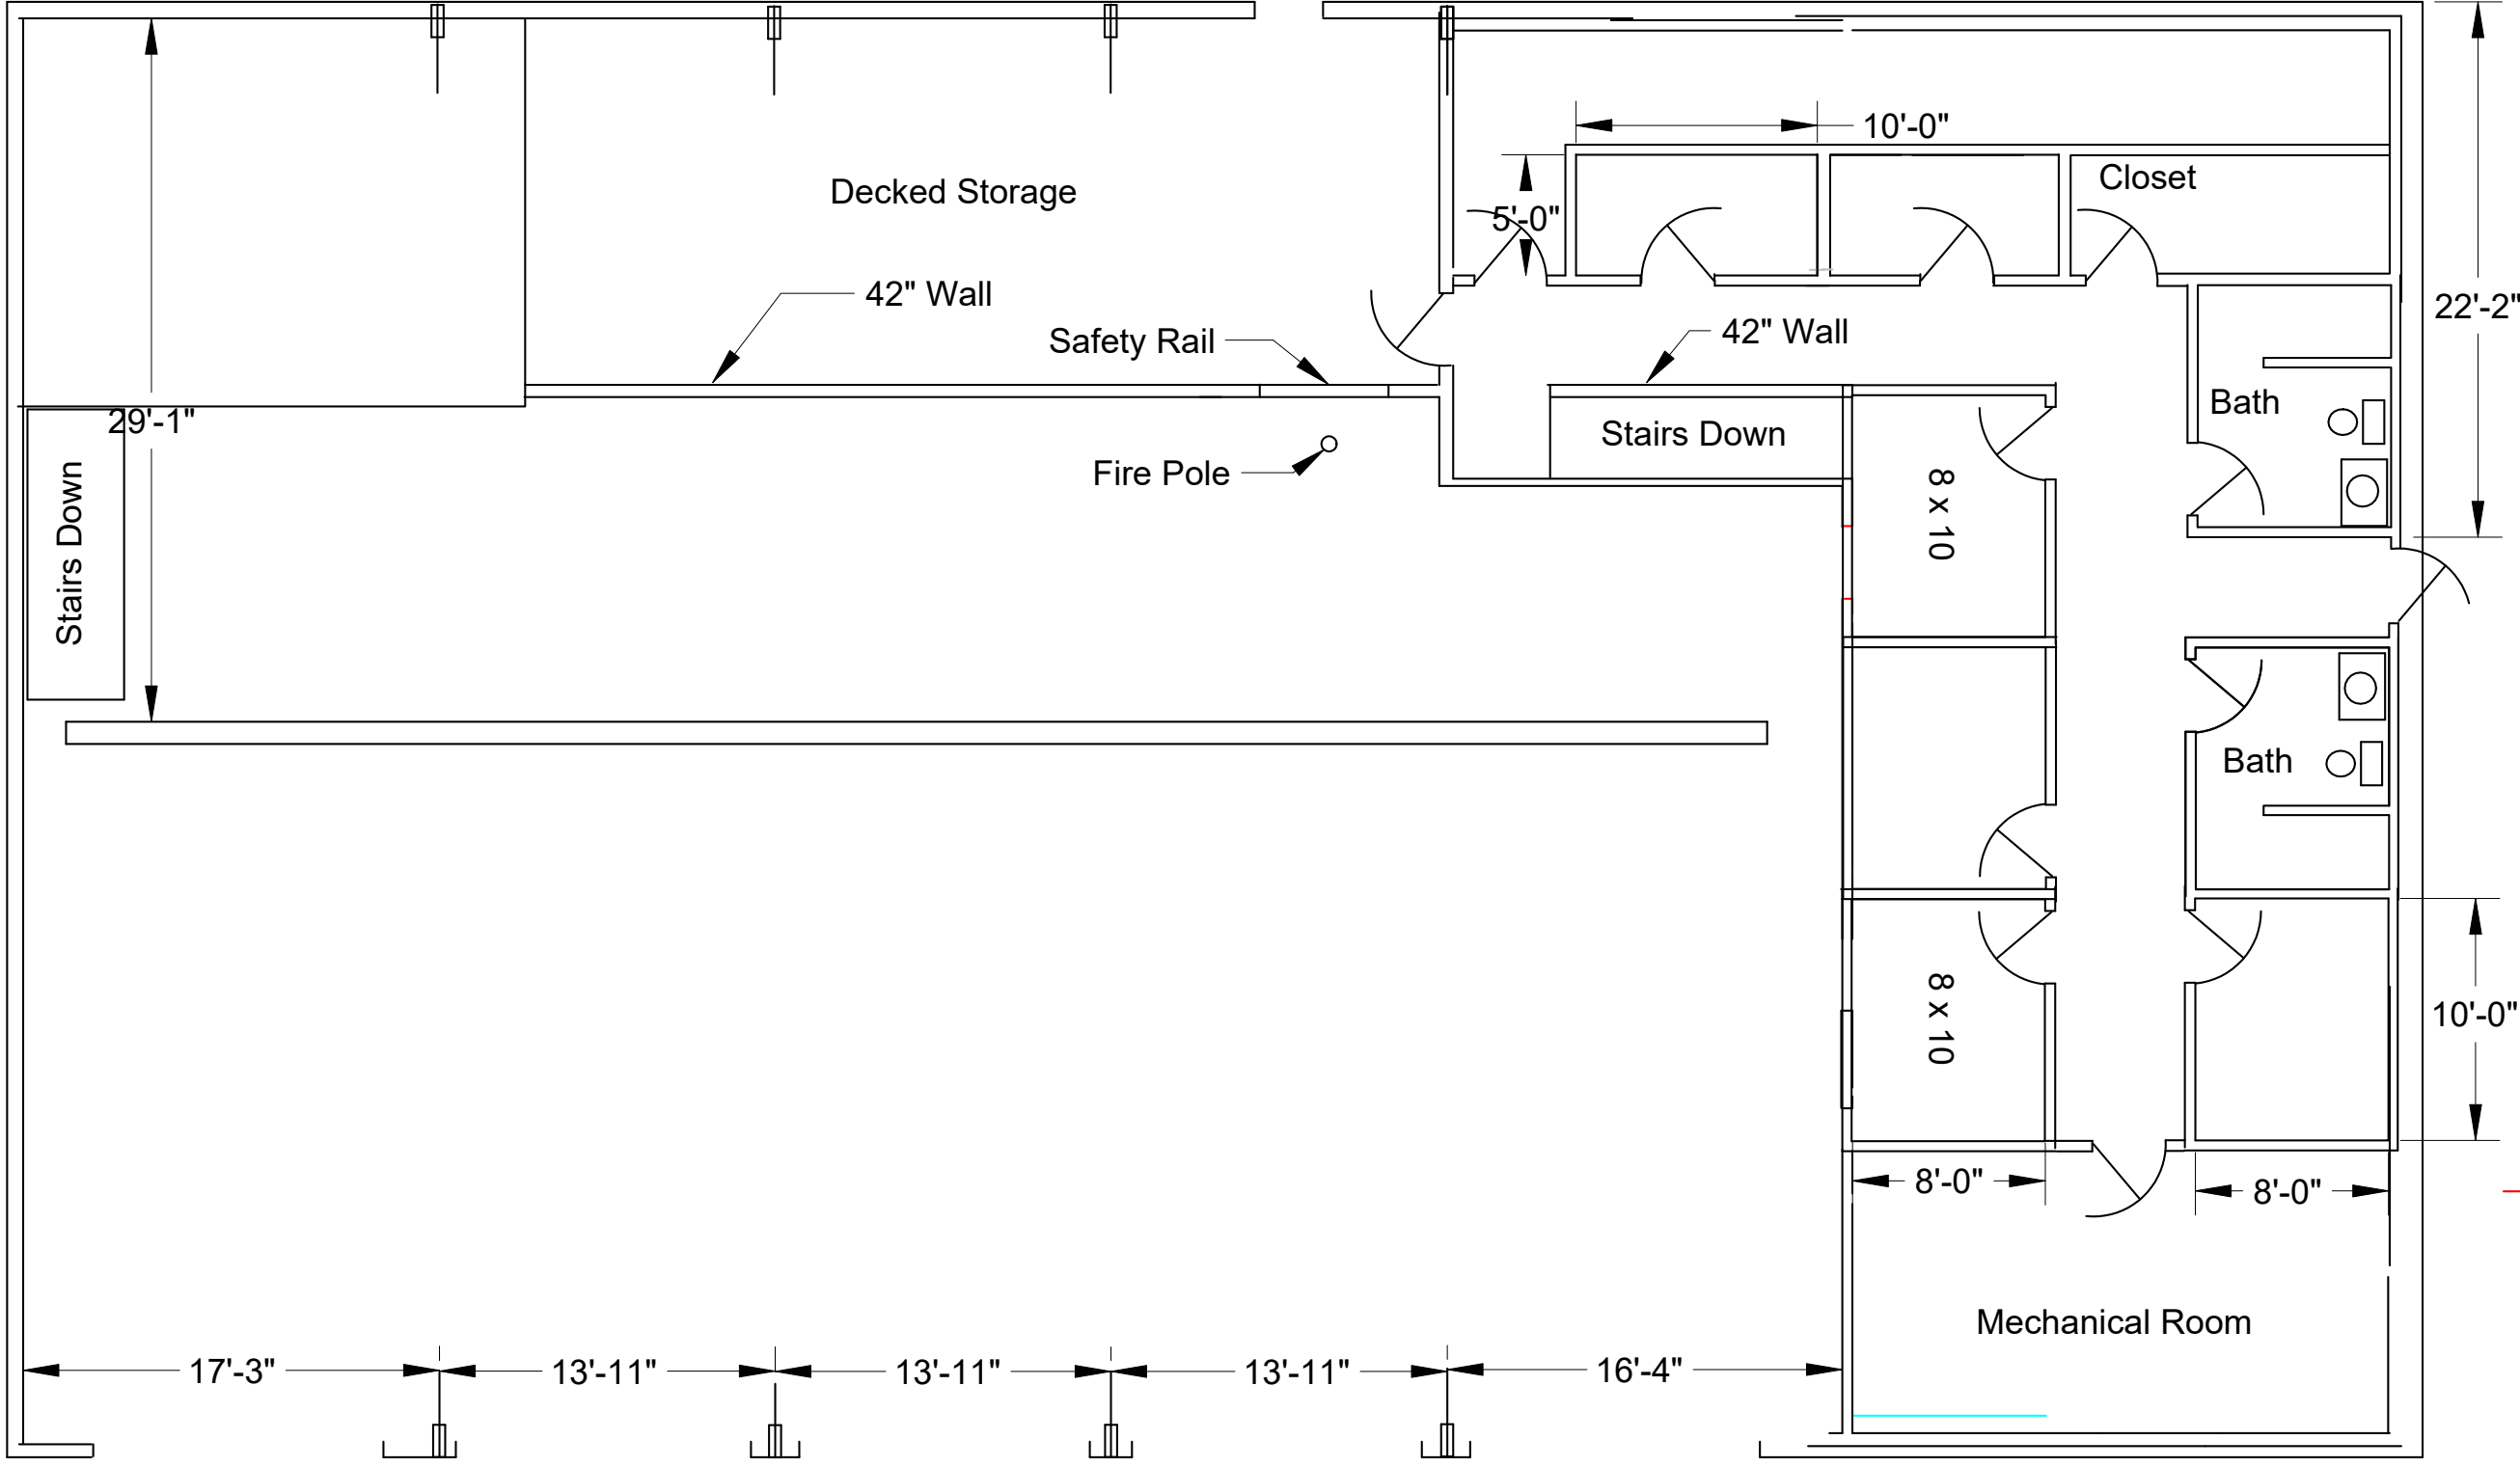 10'-0"
Decked Storage
Closet
5'-0"
42" Wall
22'-2"
Safety Rail
42" Wall
Bath
29'-1"
Stairs Down
Fire Pole
8 x 10
Stairs Down
Bath
8 x 10
10'-0"
8'-0"
8'-0"
Mechanical Room
17'-3"
13'-11"
13'-11"
13'-11"
16'-4"